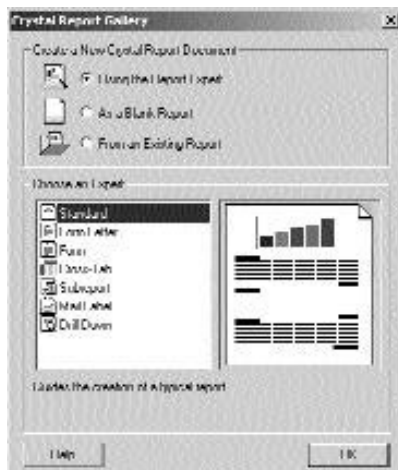 Crystal Report Gallery
Create a New Crystal Report Document
Using the Report Expert
As a Blank Report
From an Existing Report
Choose an Expert
Standard
Form Letter
Form
Cross-Tab
Subreport
Mail Label
Drill Down
Guides the creation of a typical report
Help
OK